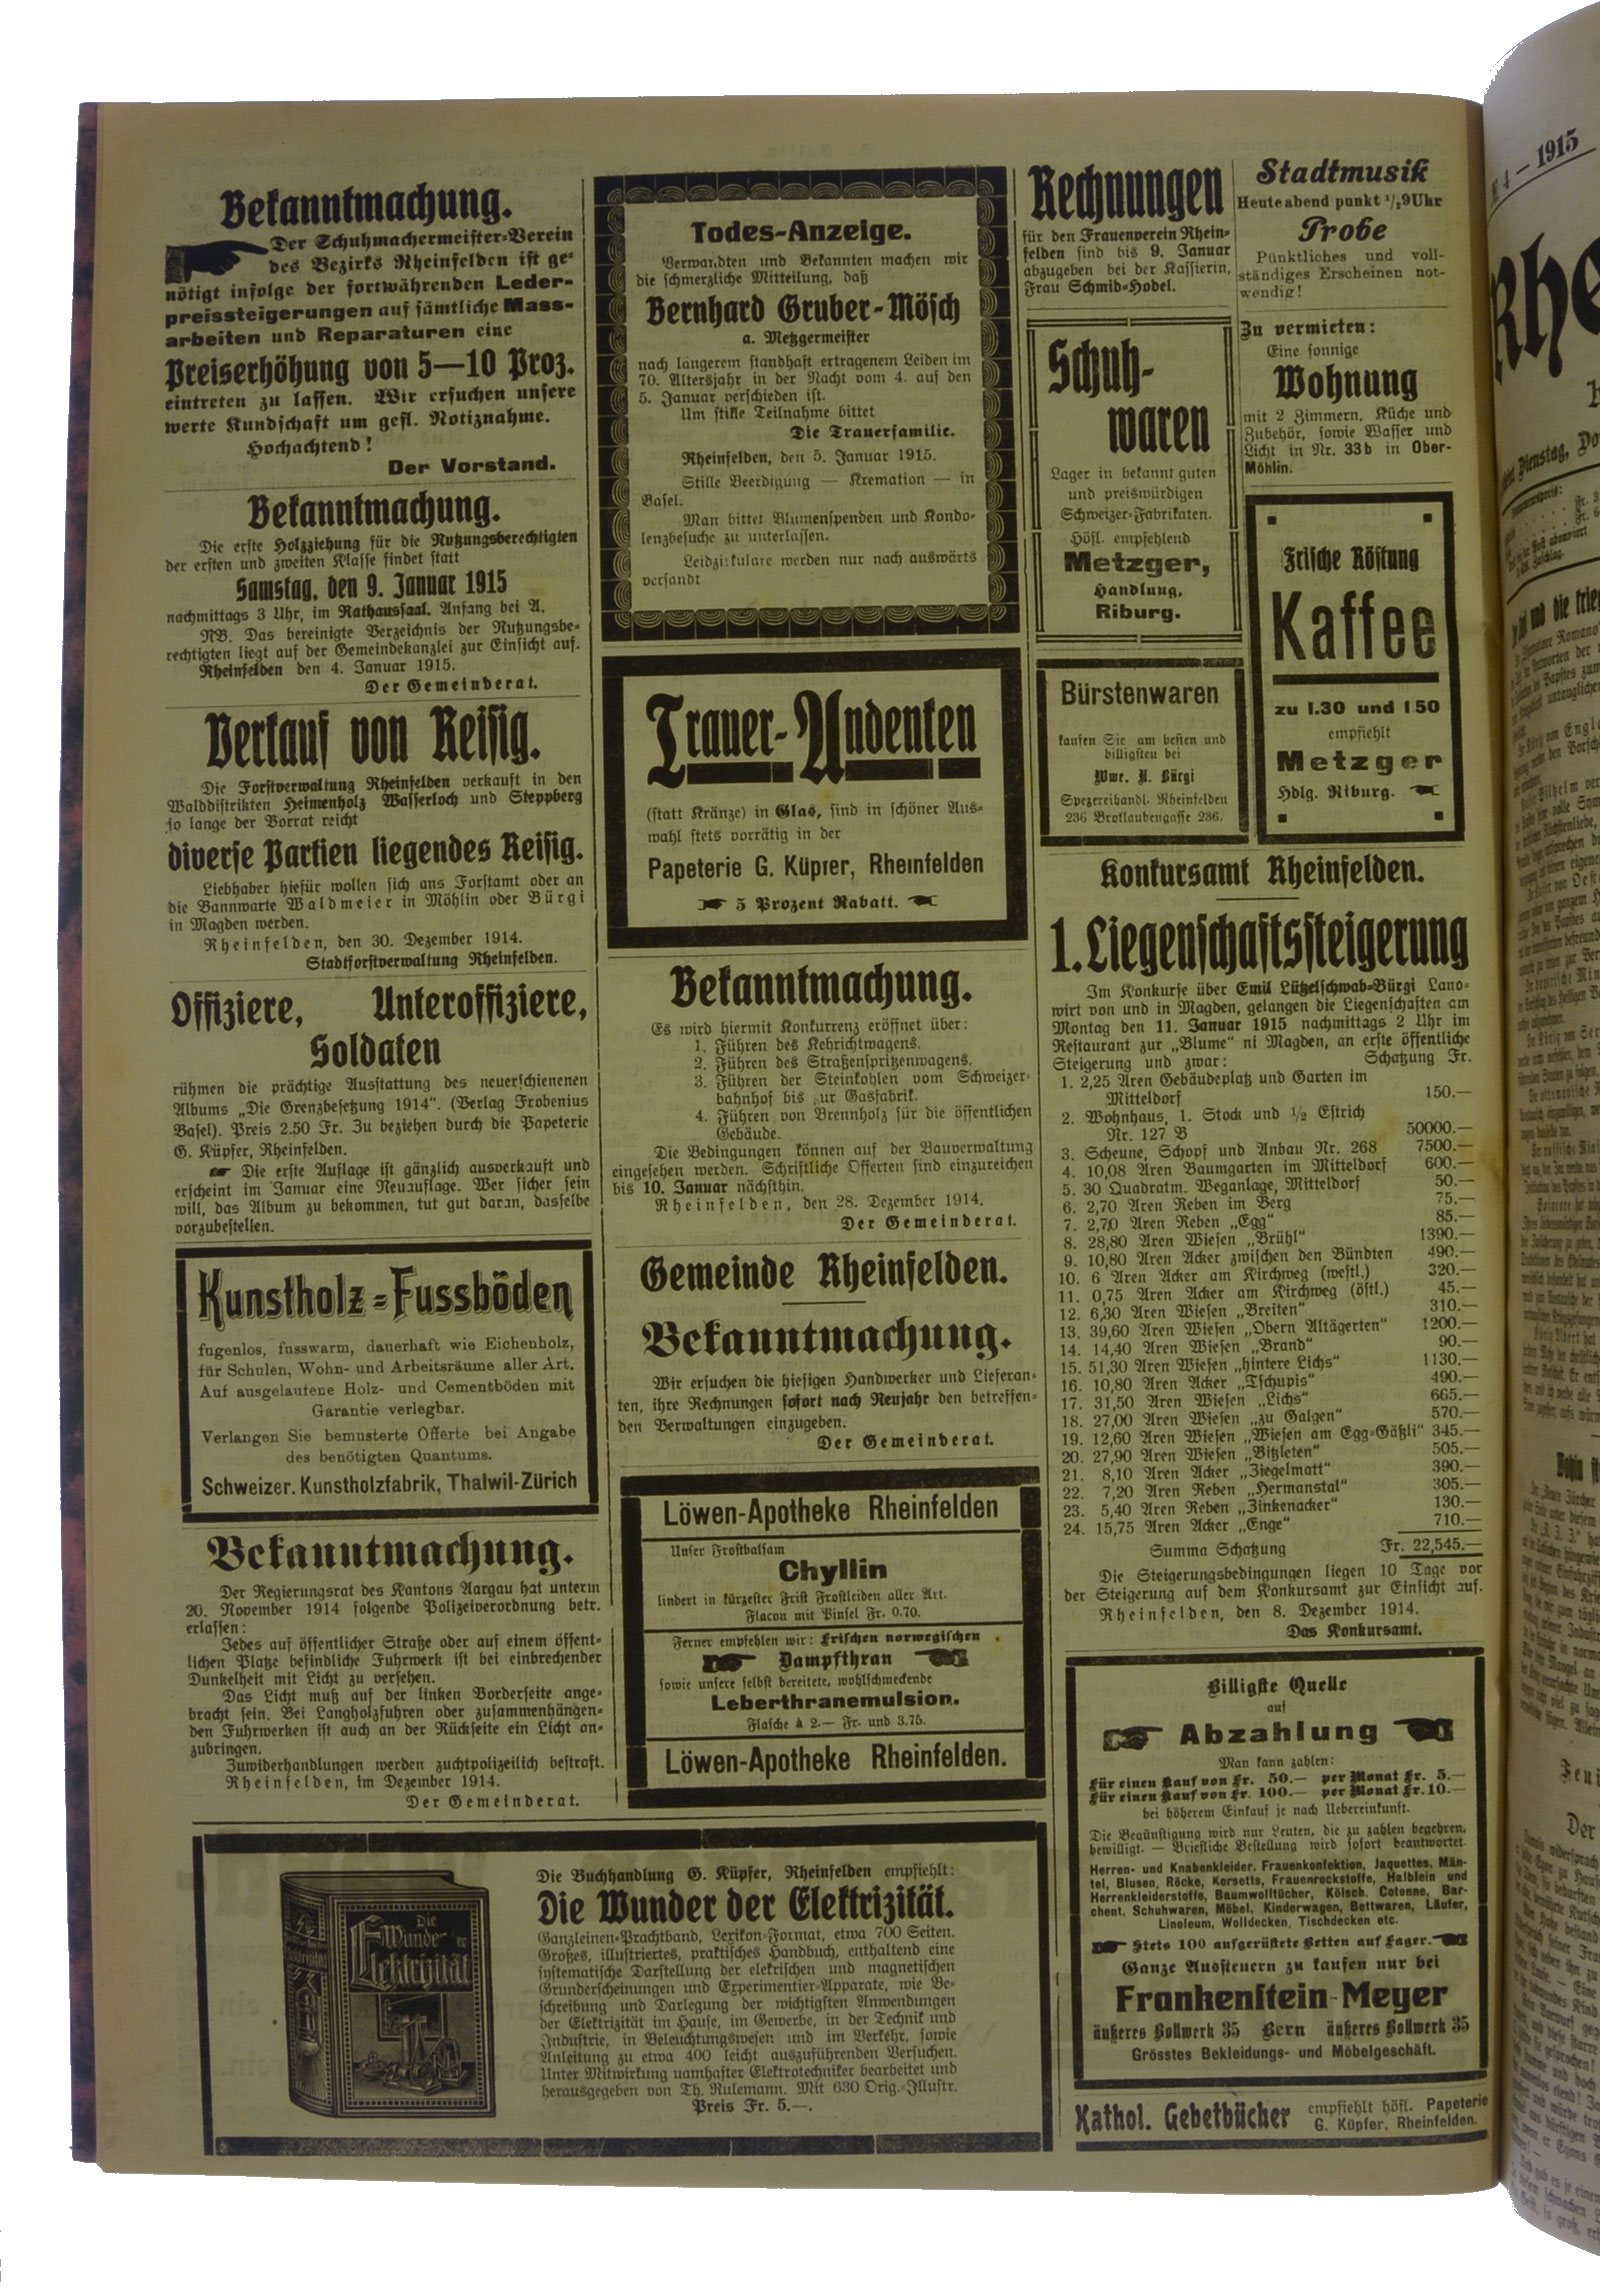 Bekanntmachung.
Der Schuhmachermeister-Verein
des Bezirks Rheinfelden ist ge-
nötigt infolge der fortwährenden Leder-
preissteigerungen auf sämtliche Mass-
arbeiten und Reparaturen eine
Preiserhöhung von 5—10 Proz.
eintreten zu lassen. Wir ersuchen unsere
werte Kundschaft um gefl. Notiznahme.
Hochachtend!
Der Vorstand.
Bekanntmachung.
Die erste Holzziehung für die Nutzungsberechtigten
der ersten und zweiten Klasse findet statt
Samstag, den 9. Januar 1915
nachmittags 3 Uhr, im Rathaussaal. Anfang bei A.
NB. Das bereinigte Verzeichnis der Nutzungsbe-
rechtigten liegt auf der Gemeindekanzlei zur Einsicht auf.
Rheinfelden den 4. Januar 1915.
Der Gemeinderat.
Verkauf von Reisig.
Die Forstverwaltung Rheinfelden verkauft in den
Walddistrikten Heimenholz Wasserloch und Steppberg
so lange der Vorrat reicht
diverse Partien liegendes Reisig.
Liebhaber hiefür wollen sich ans Forstamt oder an
die Bannwarte Waldmeier in Möhlin oder Bürgi
in Magden werden.
Rheinfelden, den 30. Dezember 1914.
Stadtforstverwaltung Rheinfelden.
Offiziere, Unteroffiziere,
Soldaten
rühmen die prächtige Ausstattung des neuerschienenen
Albums „Die Grenzbesetzung 1914“. (Verlag Frobenius
Basel). Preis 2.50 Fr. Zu beziehen durch die Papeterie
G. Küpfer, Rheinfelden.
Die erste Auflage ist gänzlich ausverkauft und
erscheint im Januar eine Neuauflage. Wer sicher sein
will, das Album zu bekommen, tut gut daran, dasselbe
vorzubestellen.
Kunstholz-Fussböden
fugenlos, fusswarm, dauerhaft wie Eichenholz,
für Schulen, Wohn- und Arbeitsräume aller Art.
Auf ausgelaufene Holz- und Cementböden mit
Garantie verlegbar.
Verlangen Sie bemusterte Offerte bei Angabe
des benötigten Quantums.
Schweizer. Kunstholzfabrik, Thalwil-Zürich
Bekanntmachung.
Der Regierungsrat des Kantons Aargau hat unterm
20. November 1914 folgende Polizeiverordnung betr.
erlassen:
Jedes auf öffentlicher Straße oder auf einem öffent-
lichen Platze befindliche Fuhrwerk ist bei einbrechender
Dunkelheit mit Licht zu versehen.
Das Licht muß auf der linken Vorderseite ange-
bracht sein. Bei Langholzfuhren oder zusammenhängen-
den Fuhrwerken ist auch an der Rückseite ein Licht an-
zubringen.
Zuwiderhandlungen werden zuchtpolizeilich bestraft.
Rheinfelden, im Dezember 1914.
Der Gemeinderat.
Todes-Anzeige.
Verwandten und Bekannten machen wir
die schmerzliche Mitteilung, daß
Bernhard Gruber-Mösch
a. Metzgermeister
nach längerem standhaft ertragenem Leiden im
70. Altersjahr in der Nacht vom 4. auf den
5. Januar verschieden ist.
Um stille Teilnahme bittet
Die Trauerfamilie.
Rheinfelden, den 5. Januar 1915.
Stille Beerdigung — Kremation — in
Basel.
Man bittet Blumenspenden und Kondo-
lenzbesuche zu unterlassen.
Leidzirkulare werden nur nach auswärts
versandt
Trauer-Andenken
(statt Kränze) in Glas, sind in schöner Aus-
wahl stets vorrätig in der
Papeterie G. Küpfer, Rheinfelden
5 Prozent Rabatt.
Bekanntmachung.
Es wird hiermit Konkurrenz eröffnet über:
1. Führen des Kehrichtwagens.
2. Führen des Straßenspritzenwagens.
3. Führen der Steinkohlen vom Schweizer-
bahnhof bis zur Gasfabrik.
4. Führen von Brennholz für die öffentlichen
Gebäude.
Die Bedingungen können auf der Bauverwaltung
eingesehen werden. Schriftliche Offerten sind einzureichen
bis 10. Januar nächsthin.
Rheinfelden, den 28. Dezember 1914.
Der Gemeinderat.
Gemeinde Rheinfelden.
Bekanntmachung.
Wir ersuchen die hiesigen Handwerker und Lieferan-
ten, ihre Rechnungen sofort nach Neujahr den betreffen-
den Verwaltungen einzugeben.
Der Gemeinderat.
Löwen-Apotheke Rheinfelden
Unser Frostbalsam
Chyllin
lindert in kürzester Frist Frostleiden aller Art.
Flacon mit Pinsel Fr. 0.70.
Ferner empfehlen wir: frischen norwegischen
Dampfthran
sowie unsere selbst bereitete, wohlschmeckende
Leberthranemulsion.
Flasche à 2.— Fr. und 3.75.
Löwen-Apotheke Rheinfelden.
Die Wunder der Elektrizität
Die Buchhandlung G. Küpfer, Rheinfelden empfiehlt:
Die Wunder der Elektrizität.
Ganzleinen-Prachtband, Lexikon-Format, etwa 700 Seiten.
Großes, illustriertes, praktisches Handbuch, enthaltend eine
systematische Darstellung der elekrischen und magnetischen
Grunderscheinungen und Experimentier-Apparate, wie Be-
schreibung und Darlegung der wichtigsten Anwendungen
der Elektrizität im Hause, im Gewerbe, in der Technik und
Industrie, in Beleuchtungswesen und im Verkehr, sowie
Anleitung zu etwa 400 leicht auszuführenden Versuchen.
Unter Mitwirkung uamhafter Elektrotechniker bearbeitet und
herausgegeben von Th. Rulemann. Mit 630 Orig.-Illustr.
Preis Fr. 5.—.
Rechnungen
für den Frauenverein Rhein-
felden sind bis 9. Januar
abzugeben bei der Kassierin,
Frau Schmid-Hodel.
Stadtmusik
Heute abend punkt ½9 Uhr
Probe
Pünktliches und voll-
ständiges Erscheinen not-
wendig!
Schuh-
waren
Lager in bekannt guten
und preiswürdigen
Schweizer-Fabrikaten.
Höfl. empfehlend
Metzger,
Handlung,
Riburg.
Zu vermieten:
Eine sonnige
Wohnung
mit 2 Zimmern, Küche und
Zubehör, sowie Wasser und
Licht in Nr. 33b in Ober-
Möhlin.
Bürstenwaren
kaufen Sie am besten und
billigsten bei
Wwe. A. Bürgi
Spezereihandl. Rheinfelden
236 Brotlaubengasse 236.
Frische Röstung
Kaffee
zu 1.30 und 1 50
empfiehlt
Metzger
Hdlg. Riburg.
Konkursamt Rheinfelden.
1. Liegenschaftssteigerung
Im Konkurse über Emil Lützelschwab-Bürgi Lano-
wirt von und in Magden, gelangen die Liegenschaften am
Montag den 11. Januar 1915 nachmittags 2 Uhr im
Restaurant zur „Blume“ ni Magden, an erste öffentliche
Steigerung und zwar: Schatzung Fr.
1. 2,25 Aren Gebäudeplatz und Garten im
Mitteldorf 150.—
2. Wohnhaus, 1. Stock und ½ Estrich
Nr. 127 B 50000.—
3. Scheune, Schopf und Anbau Nr. 268 7500.—
4. 10,08 Aren Baumgarten im Mitteldorf 600.—
5. 30 Quadratm. Weganlage, Mitteldorf 50.—
6. 2,70 Aren Reben im Berg 75.—
7. 2,70 Aren Reben „Egg“ 85.—
8. 28,80 Aren Wiesen „Brühl“ 1390.—
9. 10,80 Aren Acker zwischen den Bündten 490.—
10. 6 Aren Acker am Kirchweg (westl.) 320.—
11. 0,75 Aren Acker am Kirchweg (östl.) 45.—
12. 6,30 Aren Wiesen „Breiten“ 310.—
13. 39,60 Aren Wiesen „Obern Altägerten“ 1200.—
14. 14,40 Aren Wiesen „Brand“ 90.—
15. 51,30 Aren Wiesen „hintere Lichs“ 1130.—
16. 10,80 Aren Acker „Tschupis“ 490.—
17. 31,50 Aren Wiesen „Lichs“ 665.—
18. 27,00 Aren Wiesen „zu Galgen“ 570.—
19. 12,60 Aren Wiesen „Wiesen am Egg-Gäßli“ 345.—
20. 27,90 Aren Wiesen „Bitzleten“ 505.—
21. 8,10 Aren Acker „Ziegelmatt“ 390.—
22. 7,20 Aren Reben „Hermanstal“ 305.—
23. 5,40 Aren Reben „Zinkenacker“ 130.—
24. 15,75 Aren Acker „Enge“ 710.—
Summa Schatzung Fr. 22,545.—
Die Steigerungsbedingungen liegen 10 Tage vor
der Steigerung auf dem Konkursamt zur Einsicht auf.
Rheinfelden, den 8. Dezember 1914.
Das Konkursamt.
Billigste Quelle
auf
Abzahlung
Man kann zahlen:
für einen Kauf von Fr. 50.— per Monat Fr. 5.—
für einen Kauf von Fr. 100.— per Monat Fr. 10.—
bei höherem Einkauf je nach Uebereinkunft.
Die Begünstigung wird nur Leuten, die zu zahlen begehren,
bewilligt. — Briefliche Bestellung wird sofort beantwortet.
Herren- und Knabenkleider. Frauenkonfektion, Jaquettes, Män-
tel, Blusen, Röcke, Korsetts, Frauenrockstoffe, Halblein und
Herrenkleiderstoffe, Baumwolltücher, Kölsch, Cotonne, Bar-
chent, Schuhwaren, Möbel, Kinderwagen, Bettwaren, Läufer,
Linoleum, Wolldecken, Tischdecken etc.
Stets 100 aufgerüstete Betten auf Lager.
Ganze Aussteuern zu kaufen nur bei
Frankenstein-Meyer
äußeres Bollwerk 35 Bern äußeres Bollwerk 35
Grösstes Bekleidungs- und Möbelgeschäft.
Kathol. Gebetbücher empfiehlt höfl. Papeterie
G. Küpfer, Rheinfelden.
4 — 1915